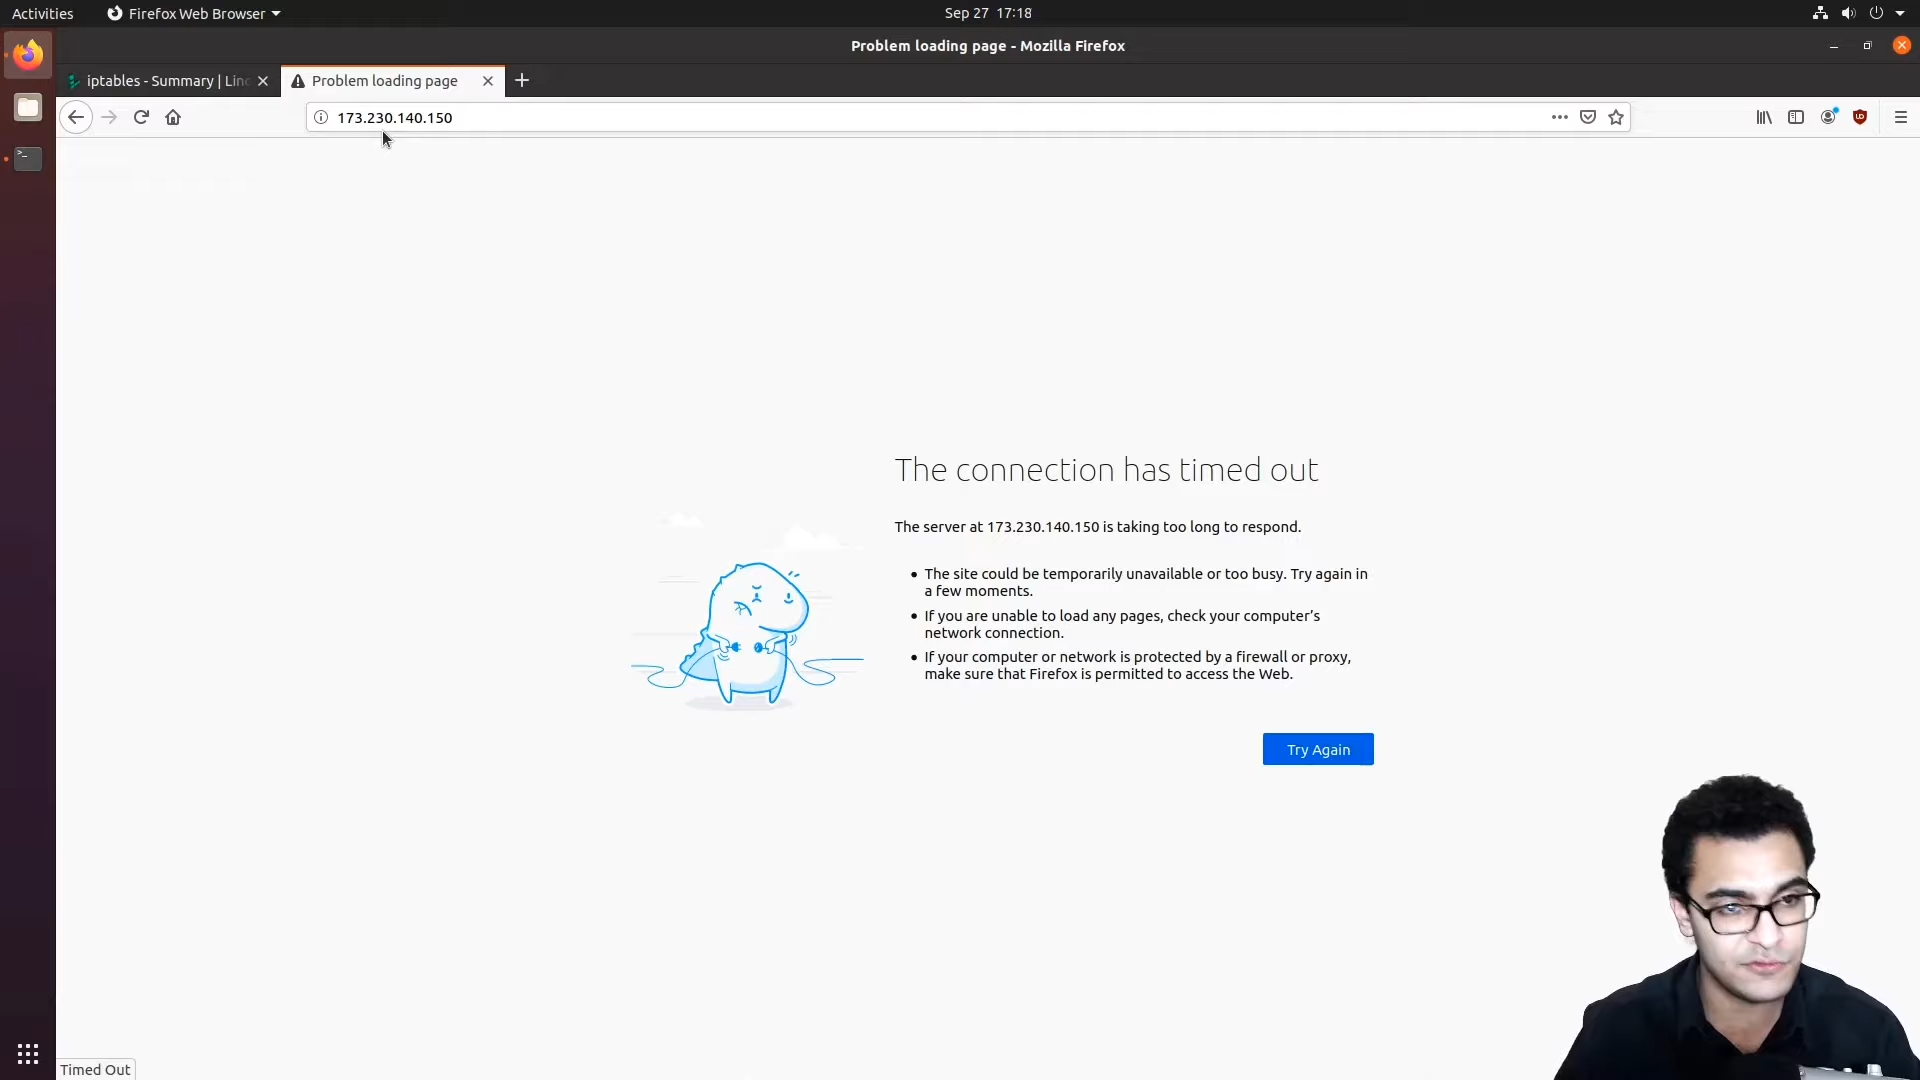 Activities
Firefox Web Browser
Sep 27 17:18
Problem loading page - Mozilla Firefox
iptables - Summary | Lino
Problem loading page
173.230.140.150
The connection has timed out
The server at 173.230.140.150 is taking too long to respond.
The site could be temporarily unavailable or too busy. Try again in
a few moments.
If you are unable to load any pages, check your computer’s
network connection.
If your computer or network is protected by a firewall or proxy,
make sure that Firefox is permitted to access the Web.
Try Again
Timed Out